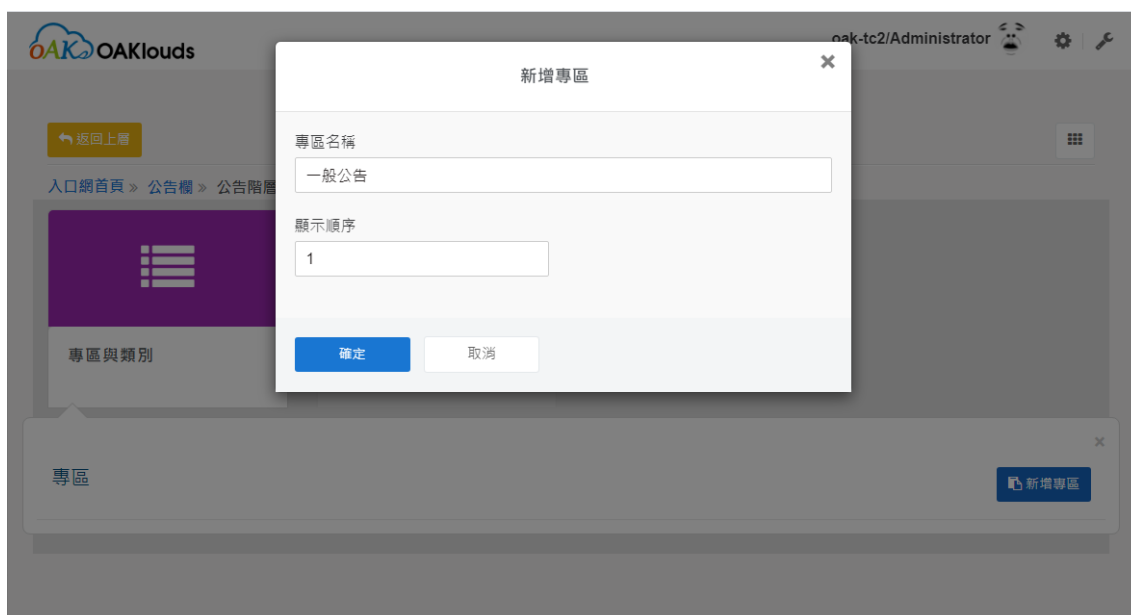 oAK OAKlouds
oak-tc2/Administrator
新增專區
返回上層
專區名稱
一般公告
入口網首頁 » 公告欄 » 公告階層
顯示順序
1
專區與類別
確定
取消
專區
新增專區